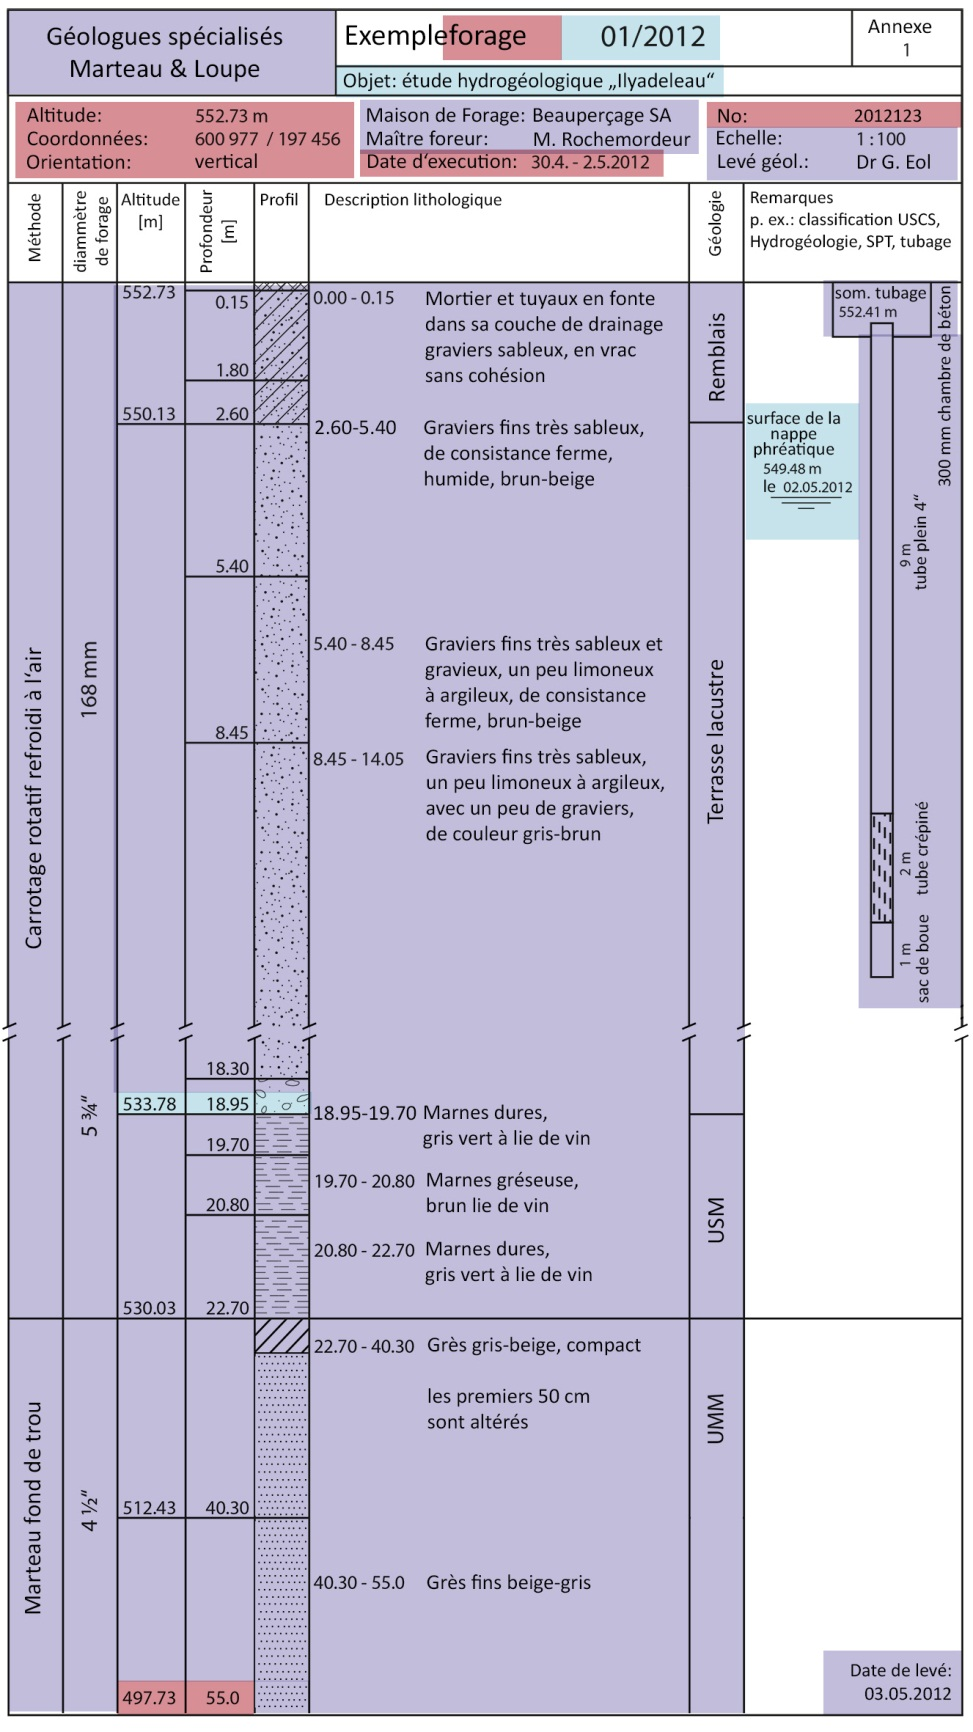 Géologues spécialisés
Marteau & Loupe
Exempleforage 01/2012
Annexe
1
Objet: étude hydrogéologique „Ilyadeleau“
Altitude: 552.73 m
Coordonnées: 600 977 / 197 456
Orientation: vertical
Maison de Forage: Beauperçage SA
Maître foreur: M. Rochemordeur
Date d‘execution: 30.4. - 2.5.2012
No: 2012123
Echelle: 1 : 100
Levé géol.: Dr G. Eol
Méthode
diammètre
de forage
Altitude
[m]
Profondeur
[m]
Profil
Description lithologique
Géologie
Remarques
p. ex.: classification USCS,
Hydrogéologie, SPT, tubage
Carrotage rotatif refroidi à l‘air
168 mm
5 ¾“
552.73
0.15
1.80
550.13 2.60
5.40
8.45
18.30
533.78 18.95
19.70
20.80
530.03 22.70
0.00 - 0.15 Mortier et tuyaux en fonte
dans sa couche de drainage
graviers sableux, en vrac
sans cohésion
2.60-5.40 Graviers fins très sableux,
de consistance ferme,
humide, brun-beige
5.40 - 8.45 Graviers fins très sableux et
gravieux, un peu limoneux
à argileux, de consistance
ferme, brun-beige
8.45 - 14.05 Graviers fins très sableux,
un peu limoneux à argileux,
avec un peu de graviers,
de couleur gris-brun
18.95-19.70 Marnes dures,
gris vert à lie de vin
19.70 - 20.80 Marnes gréseuse,
brun lie de vin
20.80 - 22.70 Marnes dures,
gris vert à lie de vin
Remblais
Terrasse lacustre
USM
som. tubage
552.41 m
300 mm chambre de béton
surface de la
nappe
phréatique
549.48 m
le 02.05.2012
9 m
tube plein 4“
2 m
tube crépiné
1 m
sac de boue
Marteau fond de trou
4 ½“
512.43 40.30
497.73 55.0
22.70 - 40.30 Grès gris-beige, compact
les premiers 50 cm
sont altérés
40.30 - 55.0 Grès fins beige-gris
UMM
Date de levé:
03.05.2012